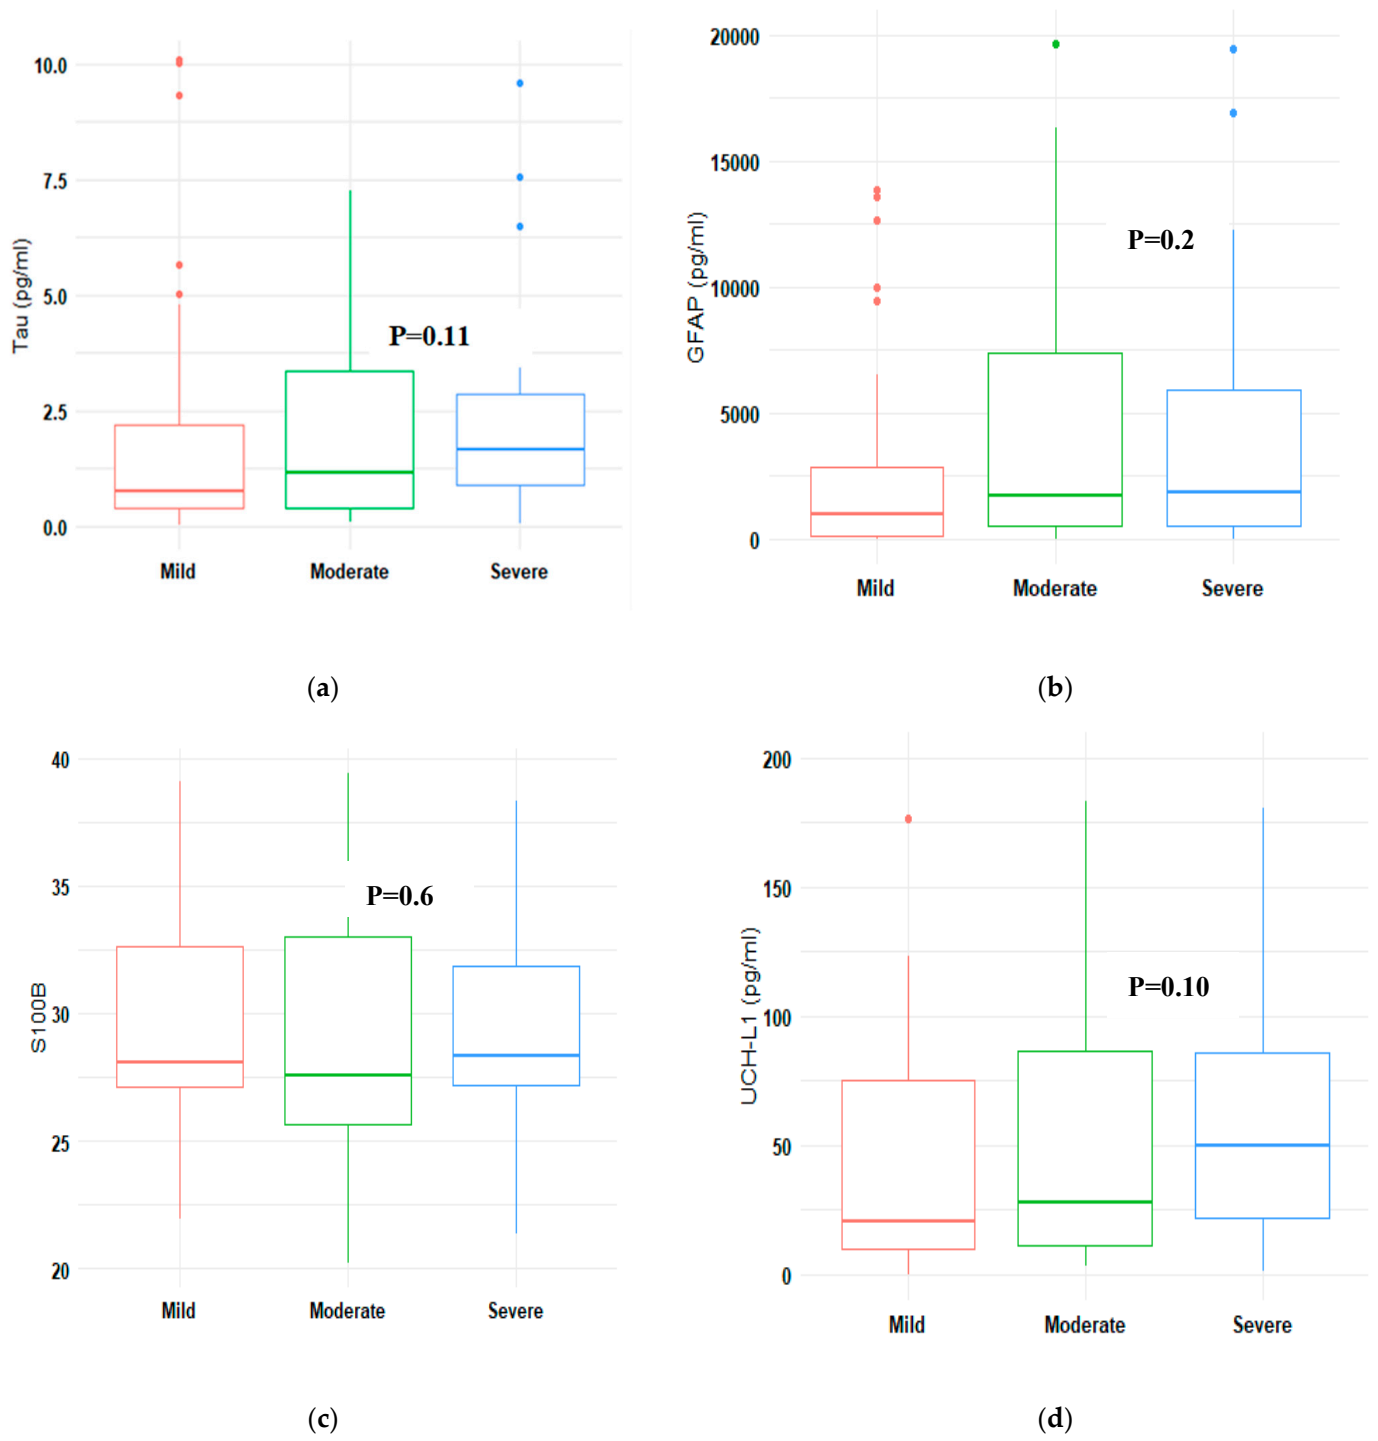 10.0
7.5
5.0
2.5
0.0
Tau (pg/ml)
P=0.11
Mild Moderate Severe
(a)
20000
15000
10000
5000
0
GFAP (pg/ml)
P=0.2
Mild Moderate Severe
(b)
40
35
30
25
20
S100B
P=0.6
Mild Moderate Severe
(c)
200
150
100
50
0
UCH-L1 (pg/ml)
P=0.10
Mild Moderate Severe
(d)